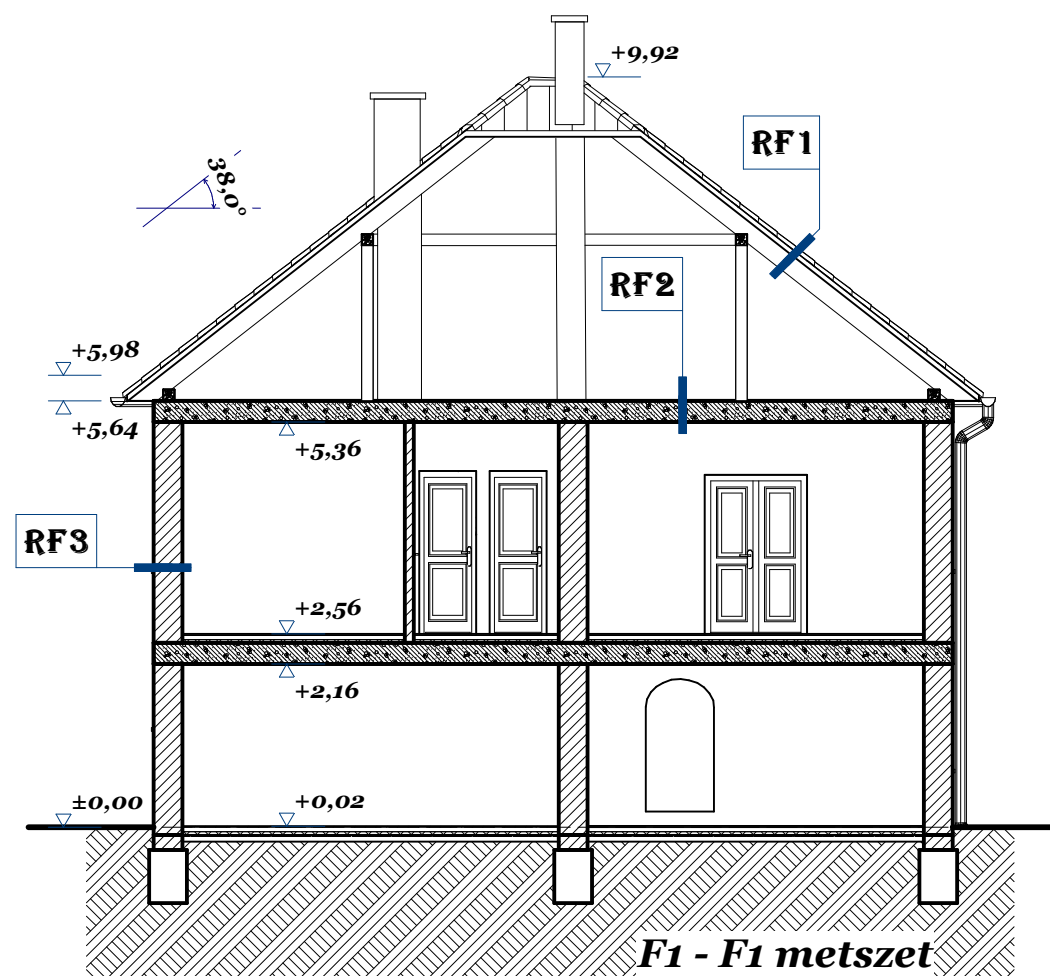 +9,92
RF1
38,0°
RF2
+5,98
+5,64
+5,36
RF3
+2,56
+2,16
±0,00
+0,02
F1 - F1 metszet